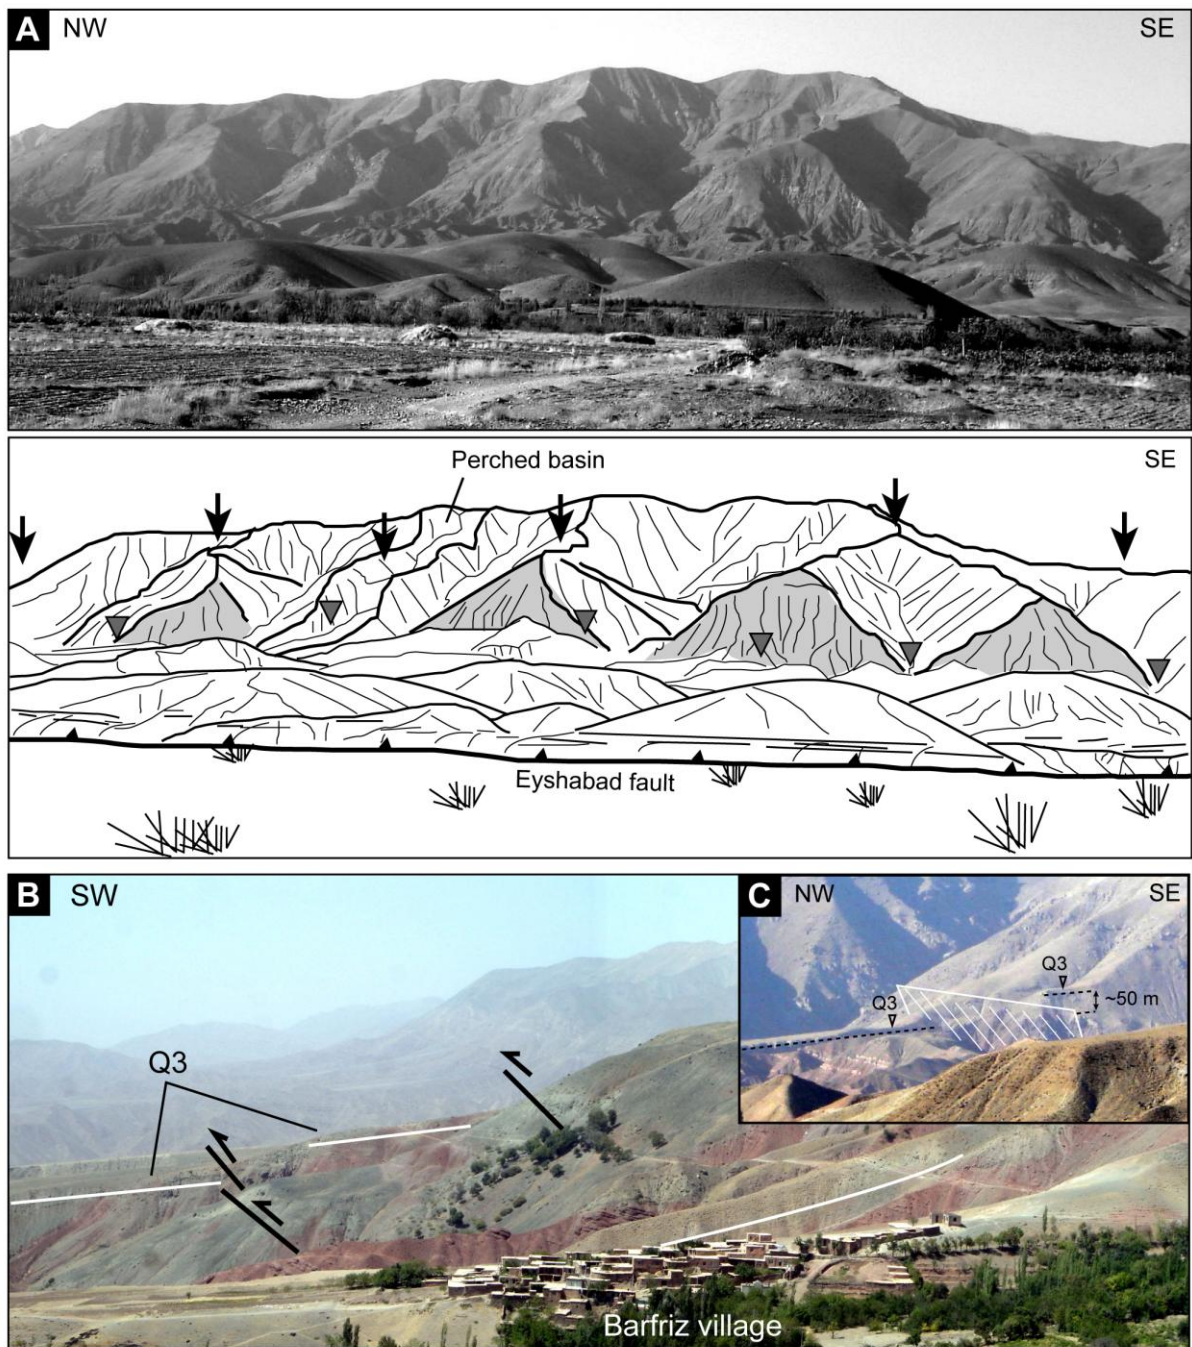 A NW SE
Perched basin SE
Eyshabad fault
B SW
C NW SE
Q3
Q3
~50 m
Q3
Barfriz village